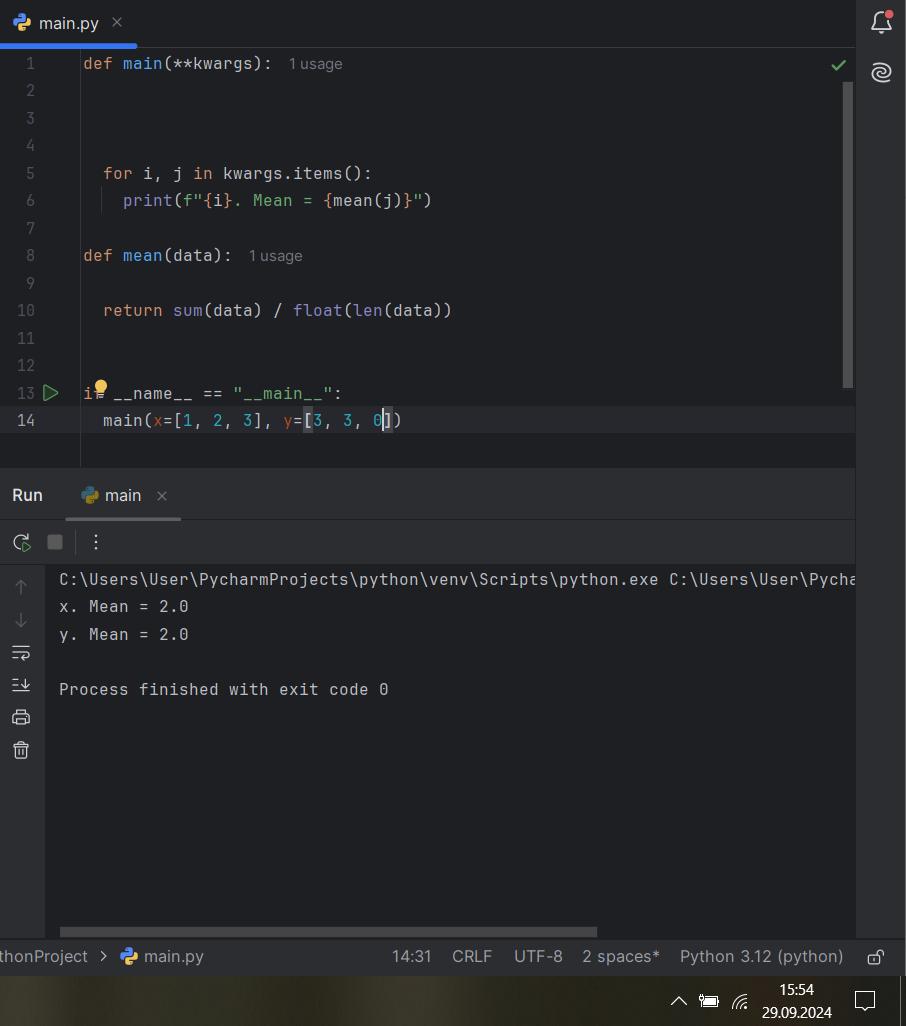 main.py
1 def main(**kwargs): 1 usage
2
3
4
5 for i, j in kwargs.items():
6 print(f"{i}. Mean = {mean(j)}")
7
8 def mean(data): 1 usage
9
10 return sum(data) / float(len(data))
11
12
13 if __name__ == "__main__":
14 main(x=[1, 2, 3], y=[3, 3, 0])
Run main
C:\Users\User\PycharmProjects\python\venv\Scripts\python.exe C:\Users\User\Pycha
x. Mean = 2.0
y. Mean = 2.0
Process finished with exit code 0
thonProject > main.py 14:31 CRLF UTF-8 2 spaces* Python 3.12 (python)
15:54
29.09.2024